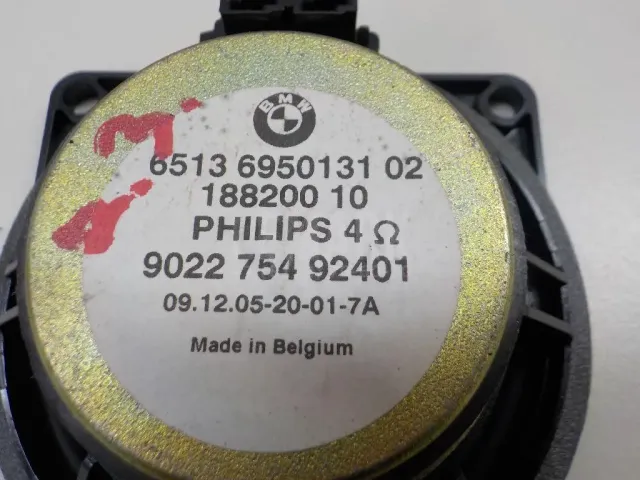 BMW
6513 6950131 02
188200 10
PHILIPS 4 Ω
9022 754 92401
09.12.05-20-01-7A
Made in Belgium